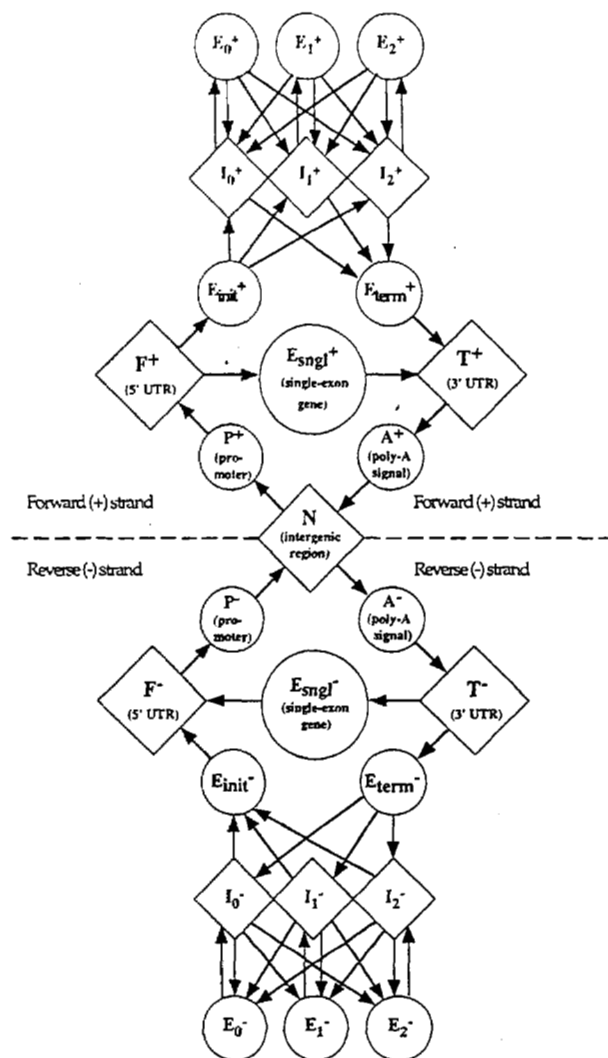 E₀⁺ E₁⁺ E₂⁺
I₀⁺ I₁⁺ I₂⁺
Einit⁺ Eterm⁺
F⁺
(5' UTR)
Esngl⁺
(single-exon
gene)
T⁺
(3' UTR)
P⁺
(pro-
moter)
A⁺
(poly-A
signal)
Forward (+) strand
N
(intergenic
region)
Forward (+) strand
Reverse (-) strand
Reverse (-) strand
P⁻
(pro-
moter)
A⁻
(poly-A
signal)
F⁻
(5' UTR)
Esngl⁻
(single-exon
gene)
T⁻
(3' UTR)
Einit⁻ Eterm⁻
I₀⁻ I₁⁻ I₂⁻
E₀⁻ E₁⁻ E₂⁻